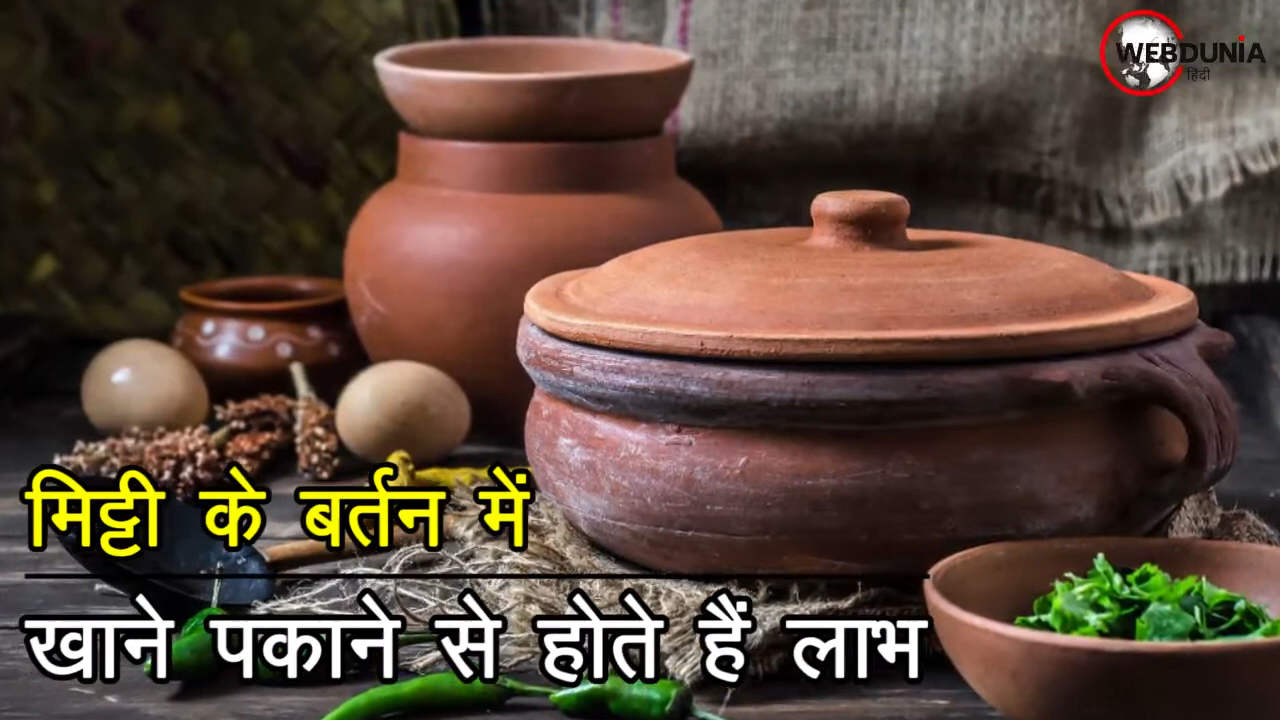 WEBDUNIA
हिंदी
मिट्टी के बर्तन में
खाने पकाने से होते हैं लाभ